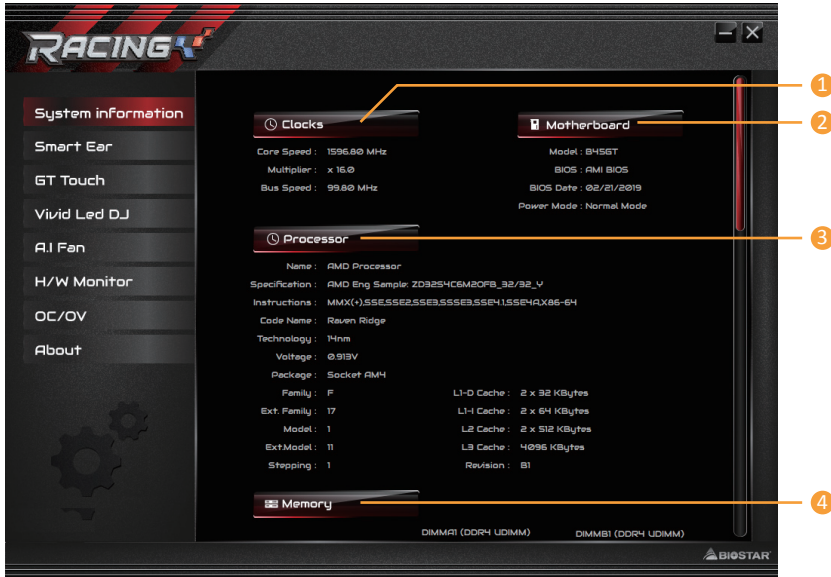 RACING
System information
Smart Ear
GT Touch
Vivid Led DJ
A.I Fan
H/W Monitor
OC/OV
About
Clocks
Core Speed : 1596.80 MHz
Multiplier : x 16.0
Bus Speed : 99.80 MHz
Motherboard
Model : B45GT
BIOS : AMI BIOS
BIOS Date : 02/21/2019
Power Mode : Normal Mode
Processor
Name : AMD Processor
Specification : AMD Eng Sample: ZD3254C6M2OFB_32/32_Y
Instructions : MMX(+),SSE,SSE2,SSE3,SSSE3,SSE4.1,SSE4A,X86-64
Code Name : Raven Ridge
Technology : 14nm
Voltage : 0.913V
Package : Socket AM4
Family : F
Ext. Family : 17
Model : 1
Ext.Model : 11
Stepping : 1
L1-D Cache : 2 x 32 KBytes
L1-I Cache : 2 x 64 KBytes
L2 Cache : 2 x 512 KBytes
L3 Cache : 4096 KBytes
Revision : B1
Memory
DIMMA1 (DDR4 UDIMM)
DIMMB1 (DDR4 UDIMM)
BIOSTAR
1
2
3
4